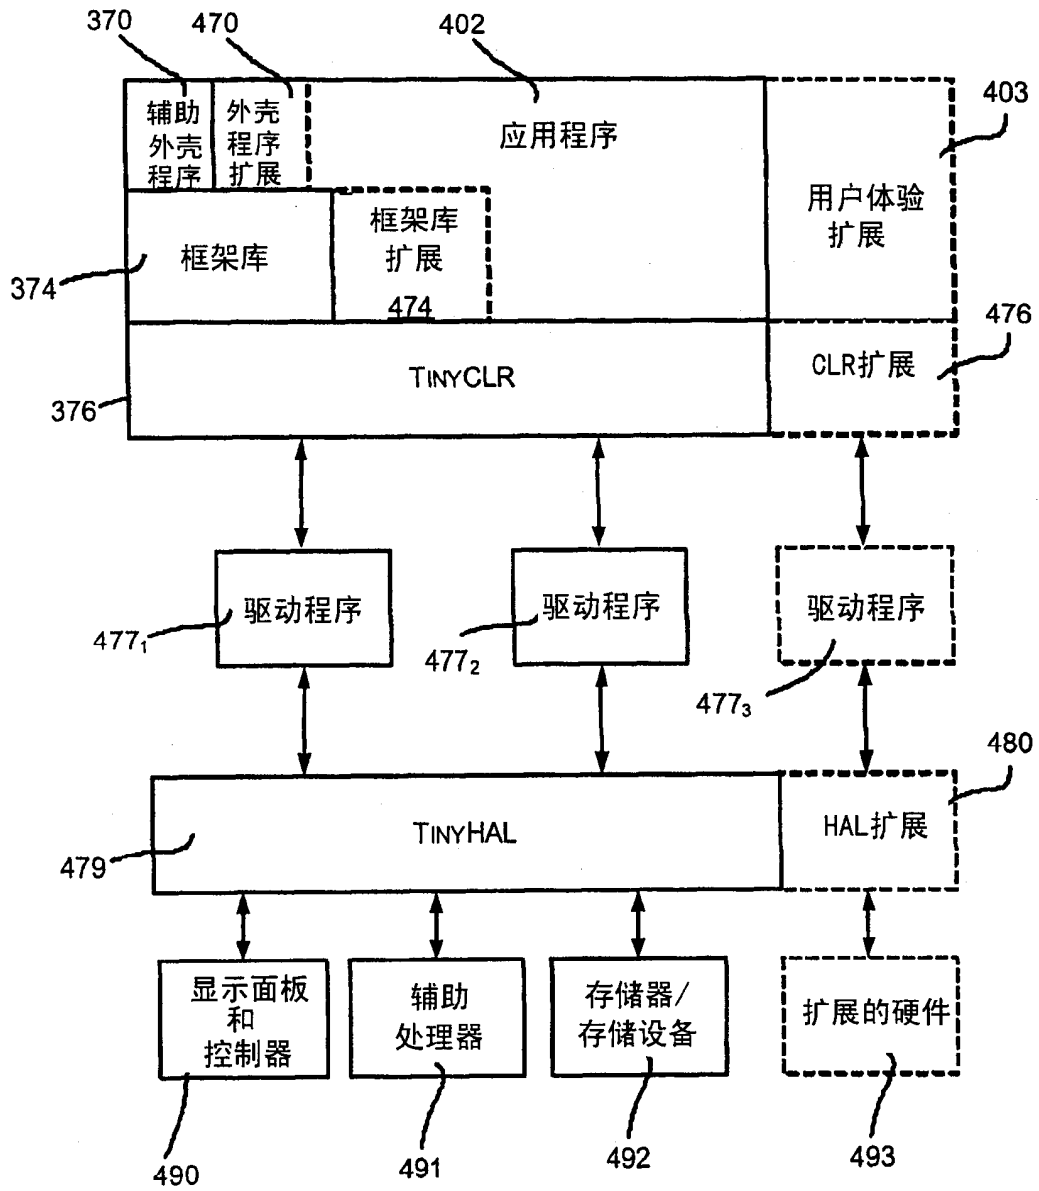 370
470
402
403
辅助
外壳
程序
外壳
程序
扩展
应用程序
用户体验
扩展
框架库
框架库
扩展
474
374
476
TINYCLR
CLR扩展
376
驱动程序
驱动程序
驱动程序
477₁
477₂
477₃
480
TINYHAL
HAL扩展
479
显示面板
和
控制器
辅助
处理器
存储器/
存储设备
扩展的硬件
490
491
492
493